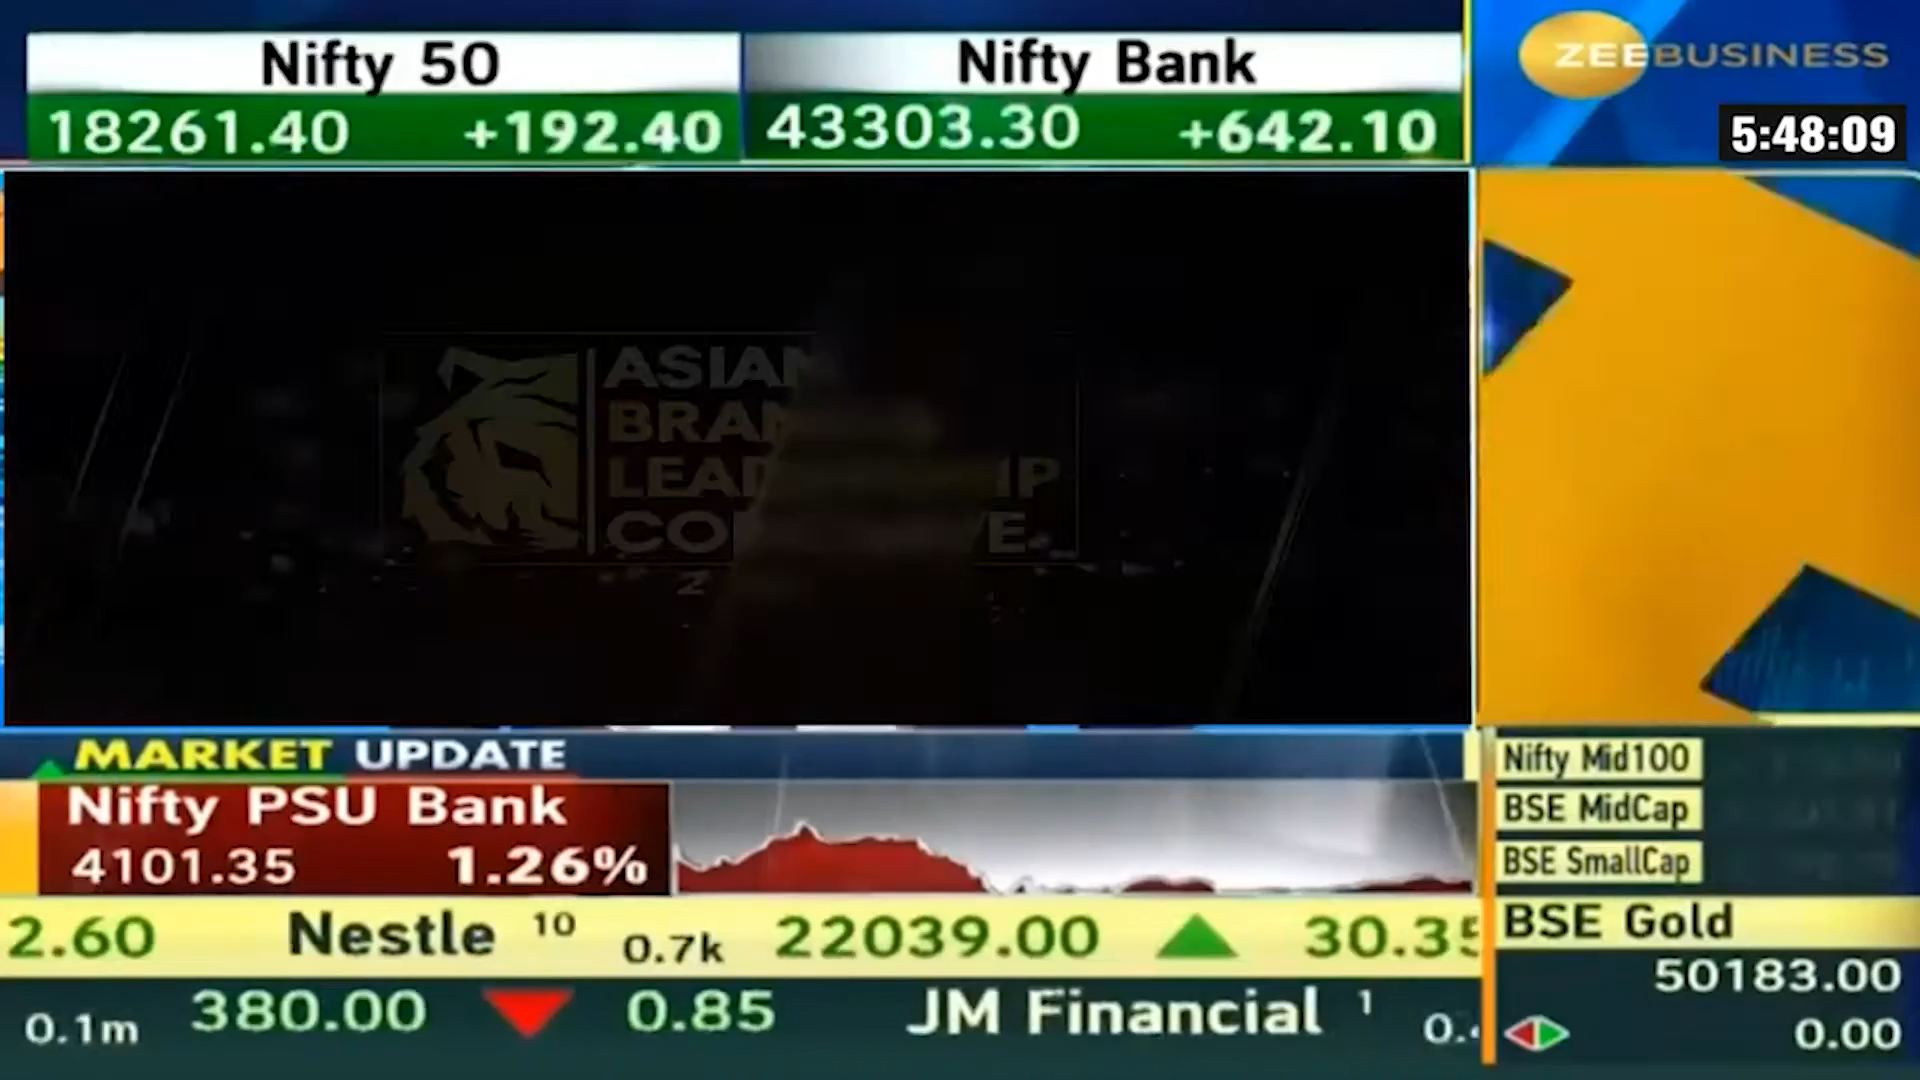 Nifty 50
18261.40 +192.40
Nifty Bank
43303.30 +642.10
ZEEBUSINESS
5:48:09
ASIAN
MARKET UPDATE
Nifty PSU Bank
4101.35 1.26%
Nifty Mid100
BSE MidCap
BSE SmallCap
BSE Gold
50183.00
0.00
2.60 Nestle 10 0.7k 22039.00 30.35
0.1m 380.00 0.85 JM Financial 1